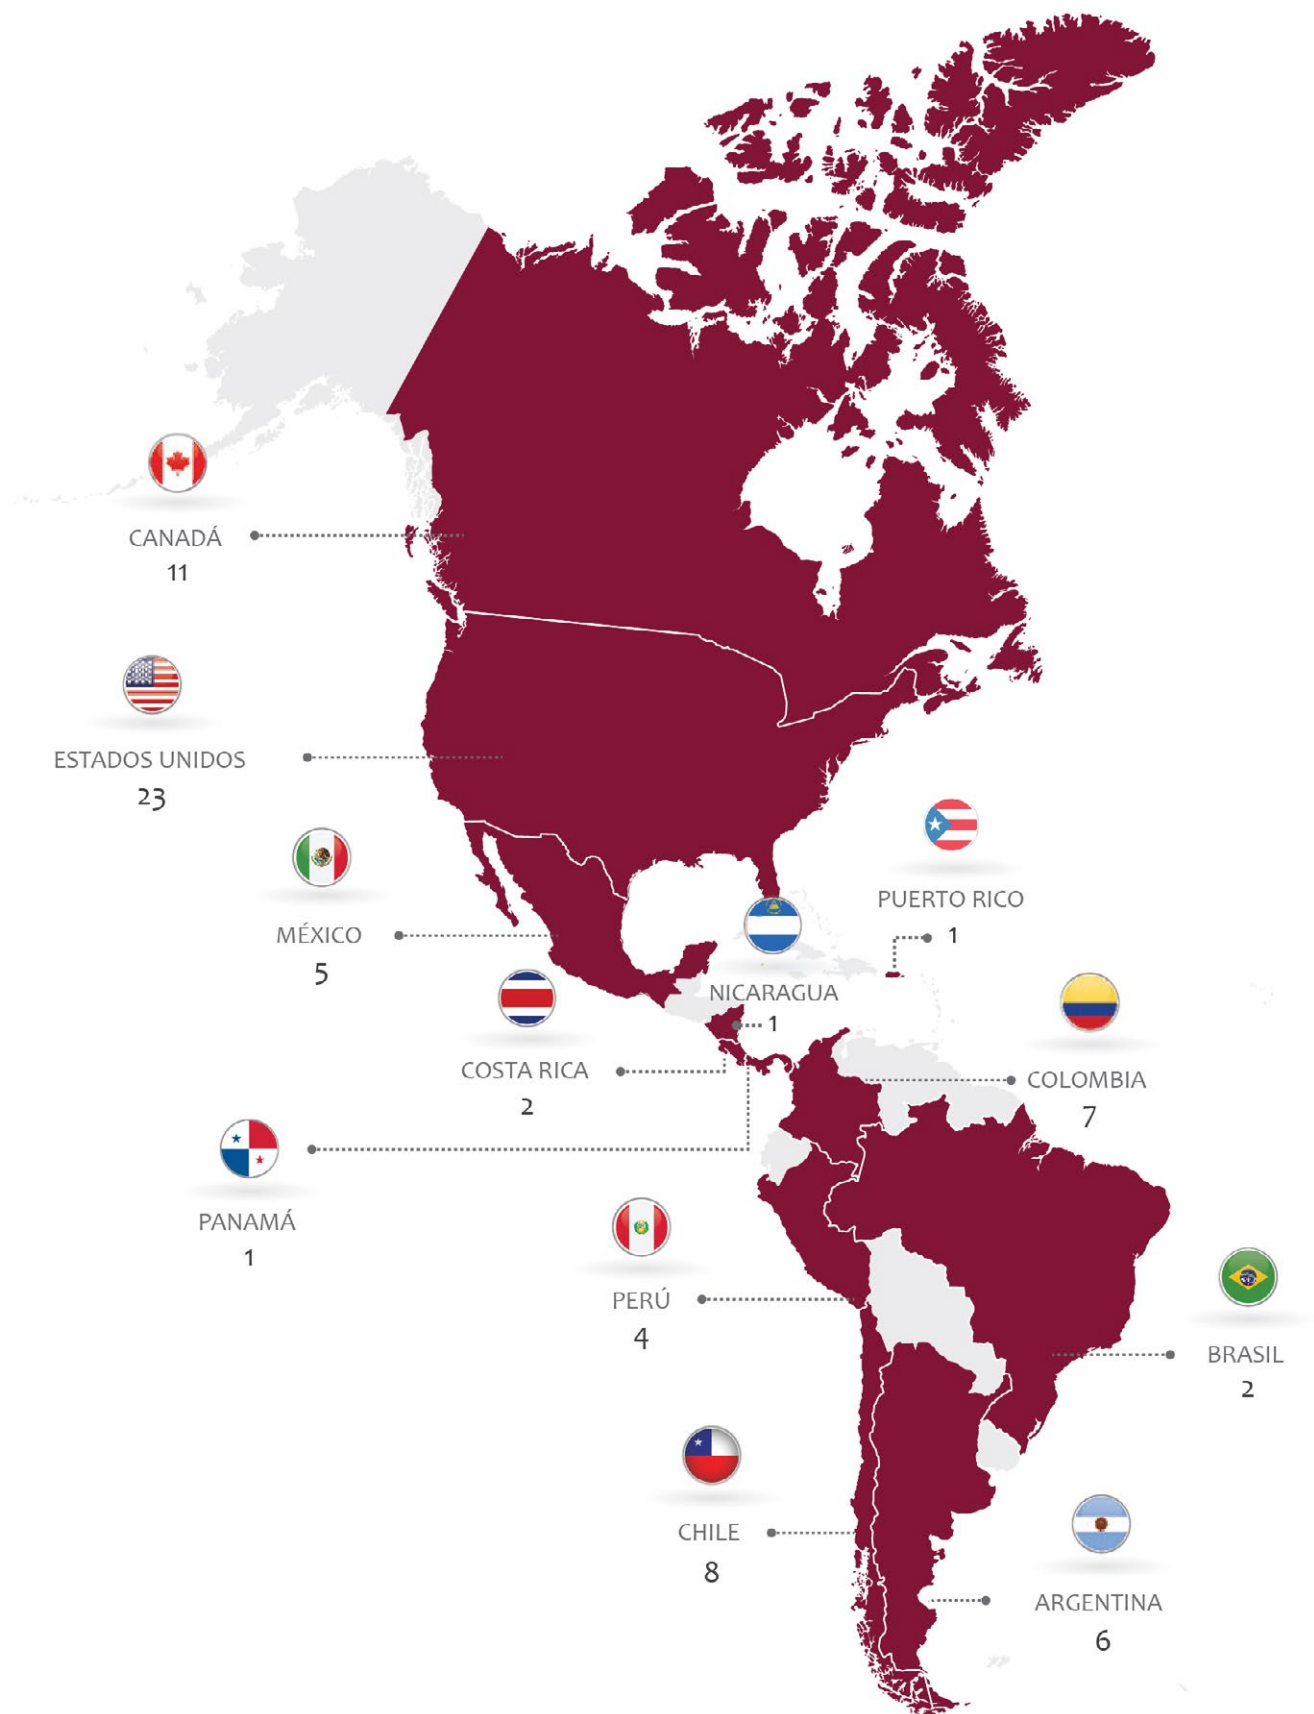 CANADÁ
11
ESTADOS UNIDOS
23
PUERTO RICO
1
MÉXICO
5
NICARAGUA
1
COSTA RICA
2
COLOMBIA
7
PANAMÁ
1
PERÚ
4
BRASIL
2
CHILE
8
ARGENTINA
6